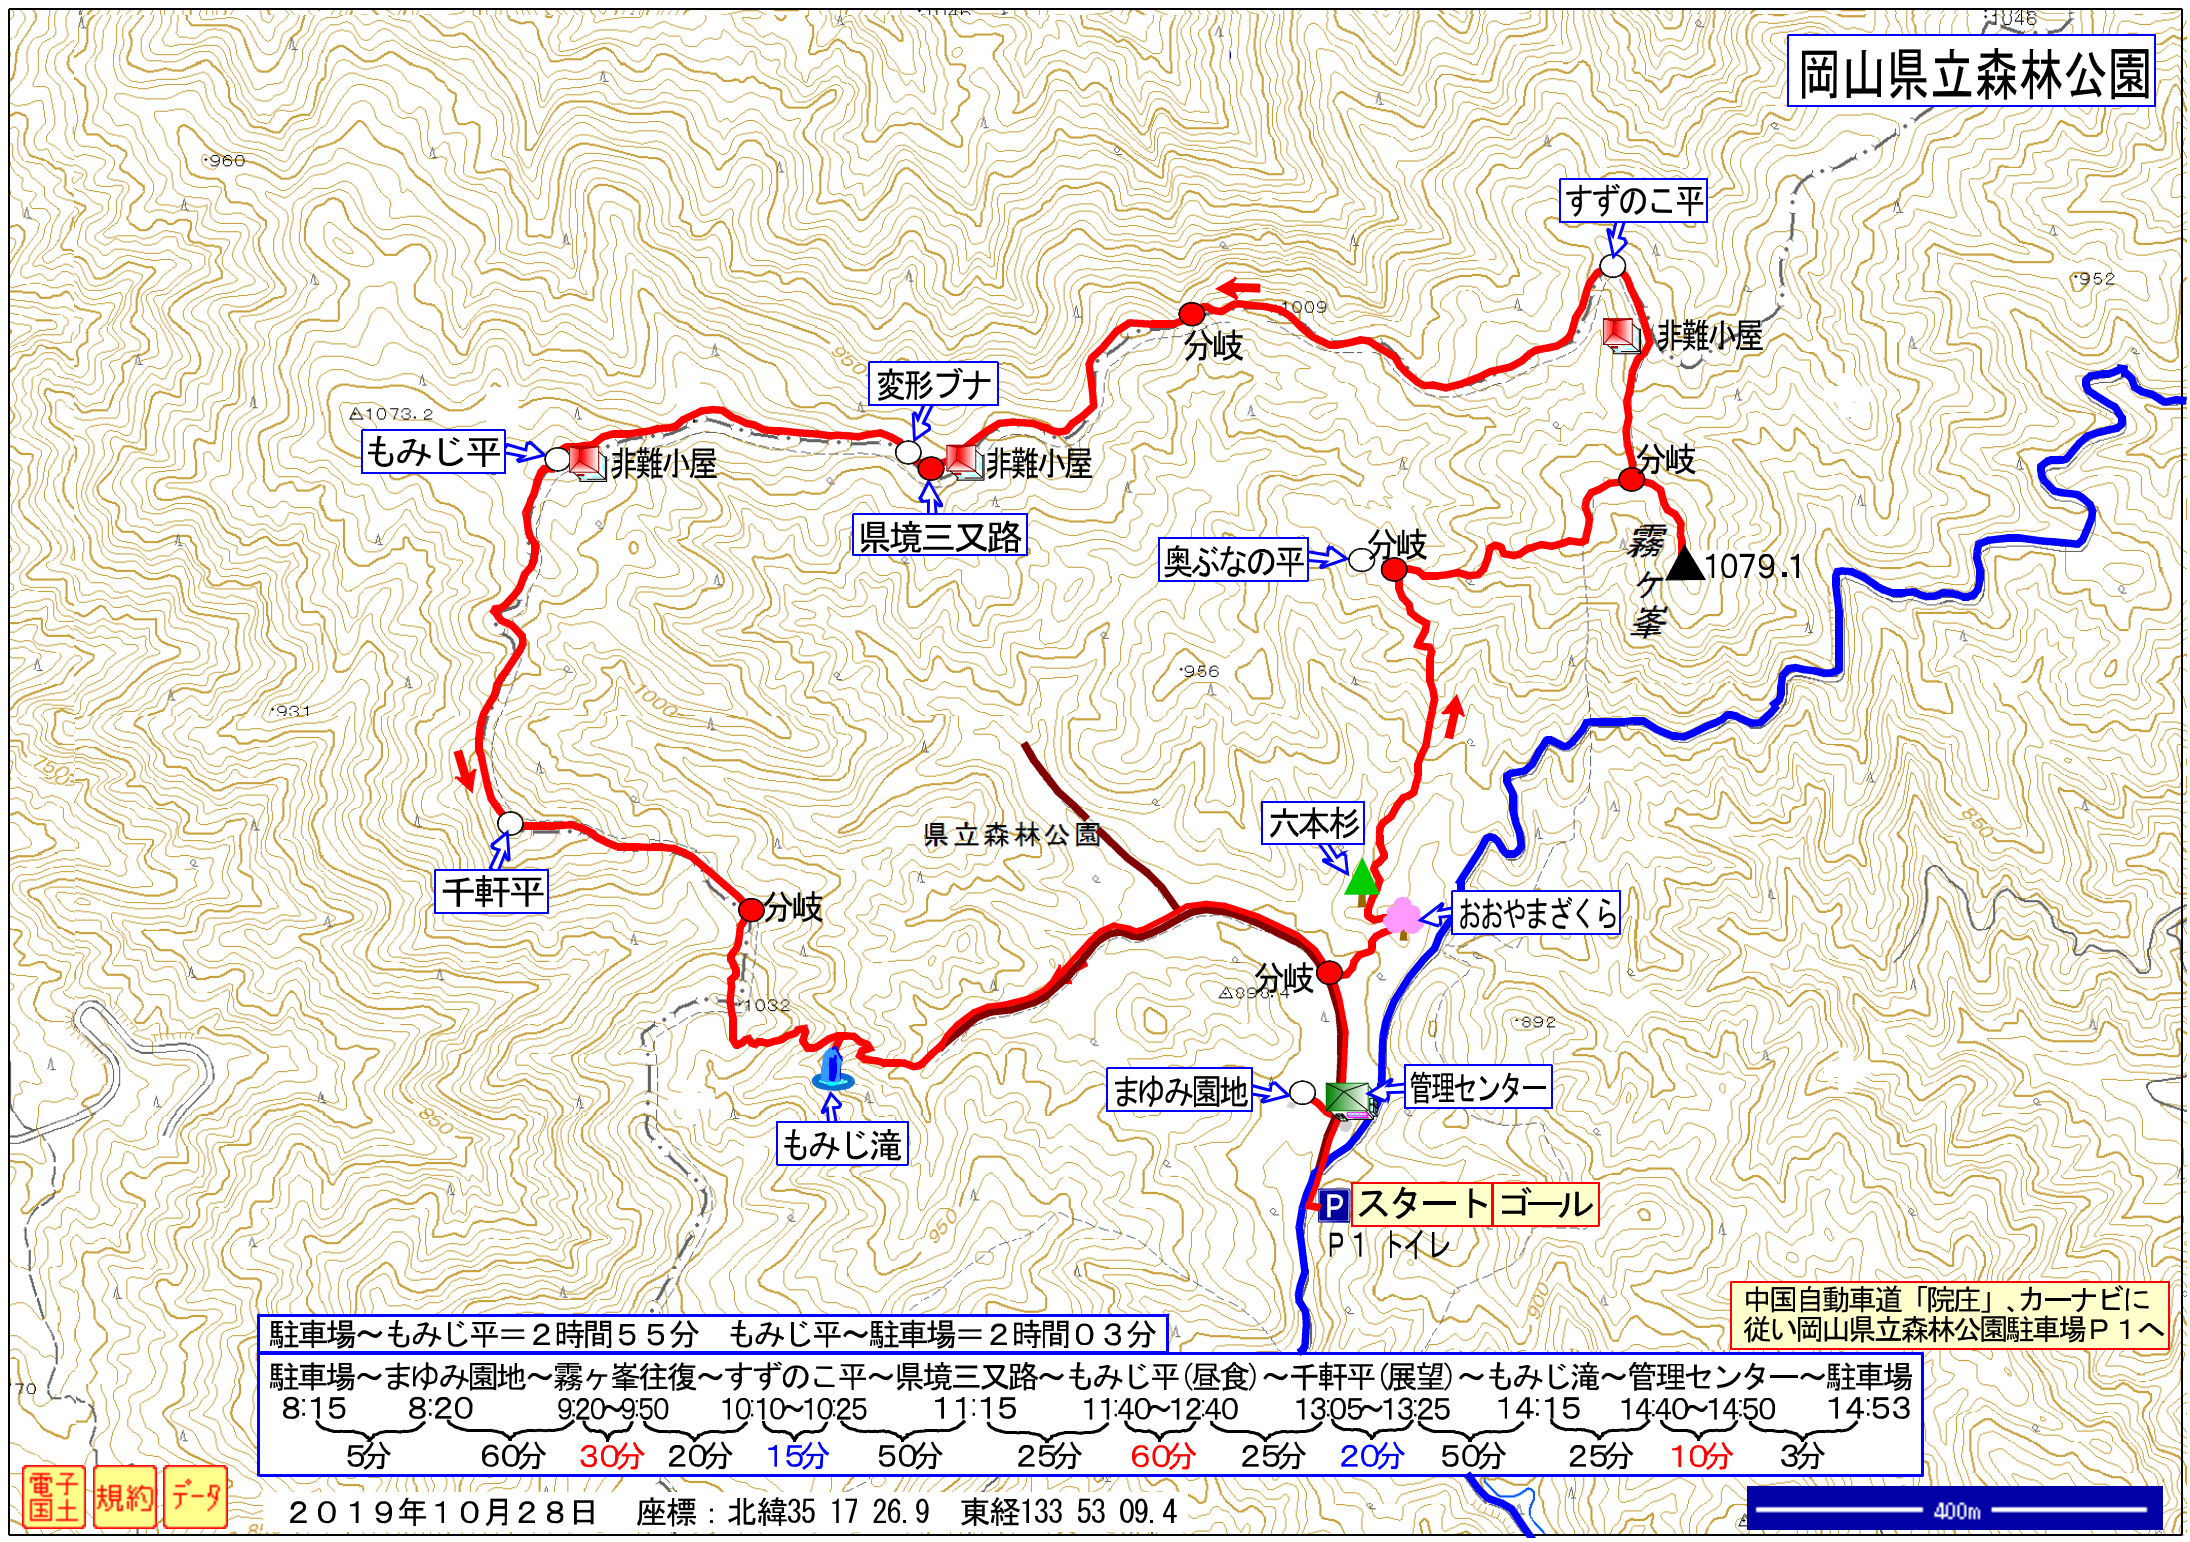 1046
1046
岡山県立森林公園
960
すずのこ平
952
1009
非難小屋
分岐
950
変形ブナ
1073.2
もみじ平
非難小屋
非難小屋
分岐
県境三又路
奥ぶなの平
分岐
霧ヶ峯
1079.1
956
1000
931
750
六本杉
県立森林公園
850
千軒平
分岐
おおやまざくら
分岐
898.4
1032
892
まゆみ園地
管理センター
850
もみじ滝
P
スタート
ゴール
950
P1 トイレ
900
中国自動車道「院庄」、カーナビに
従い岡山県立森林公園駐車場P1へ
駐車場～もみじ平＝２時間５５分　もみじ平～駐車場＝２時間０３分
駐車場～まゆみ園地～霧ヶ峯往復～すずのこ平～県境三又路～もみじ平(昼食)～千軒平(展望)～もみじ滝～管理センター～駐車場
70
8:15 8:20 9:20～9:50 10:10～10:25 11:15 11:40～12:40 13:05～13:25 14:15 14:40～14:50 14:53
5分 60分 30分 20分 15分 50分 25分 60分 25分 20分 50分 25分 10分 3分
電子国土
規約
データ
２０１９年１０月２８日　座標：北緯35 17 26.9　東経133 53 09.4
400m